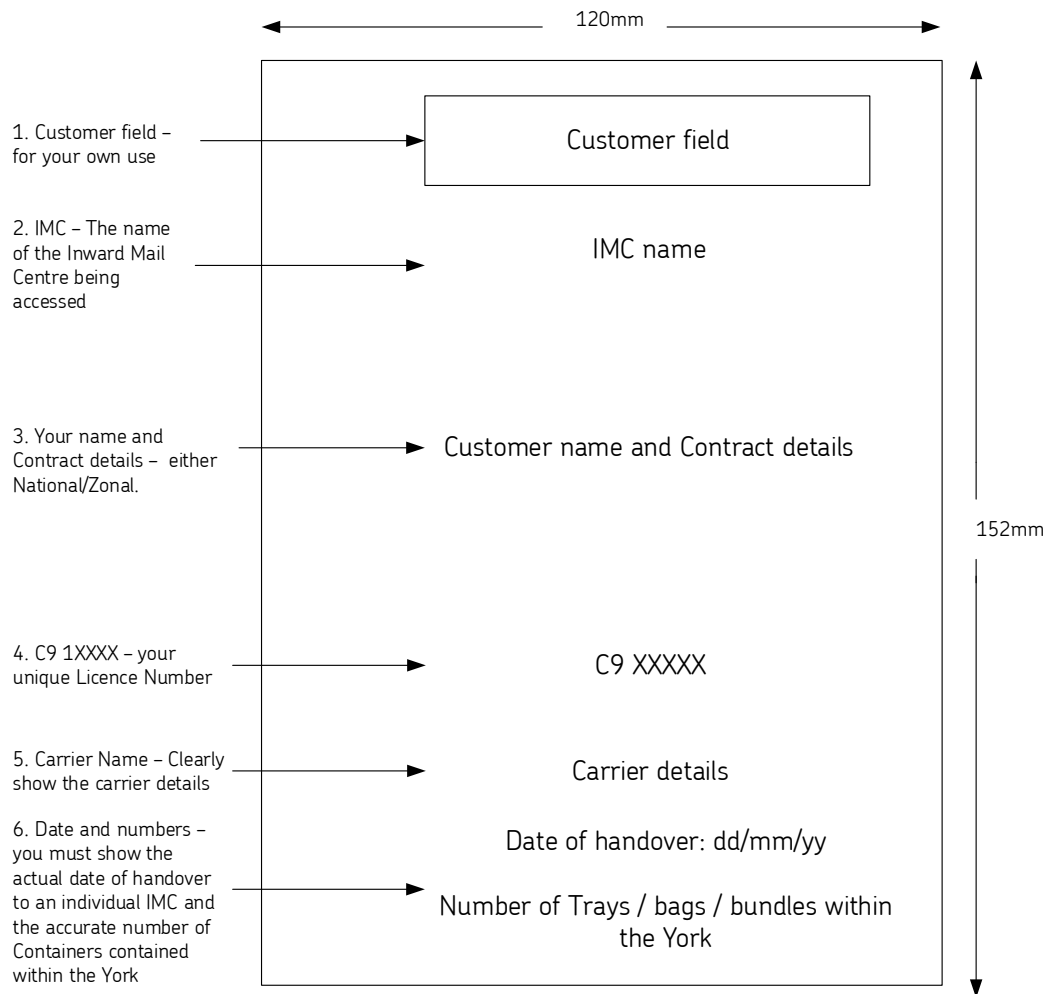 120mm
1. Customer field –
for your own use
Customer field
2. IMC – The name
of the Inward Mail
Centre being
accessed
IMC name
3. Your name and
Contract details –  either
National/Zonal.
Customer name and Contract details
152mm
4. C9 1XXXX – your
unique Licence Number
C9 XXXXX
5. Carrier Name – Clearly
show the carrier details
Carrier details
6. Date and numbers –
you must show the
actual date of handover
to an individual IMC and
the accurate number of
Containers contained
within the York
Date of handover: dd/mm/yy
Number of Trays / bags / bundles within
the York